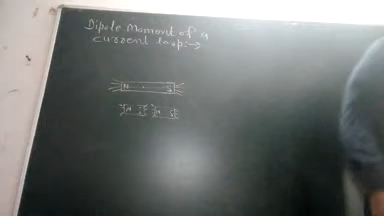 Dipole Moment of a
current loop :→
N S
N S N S